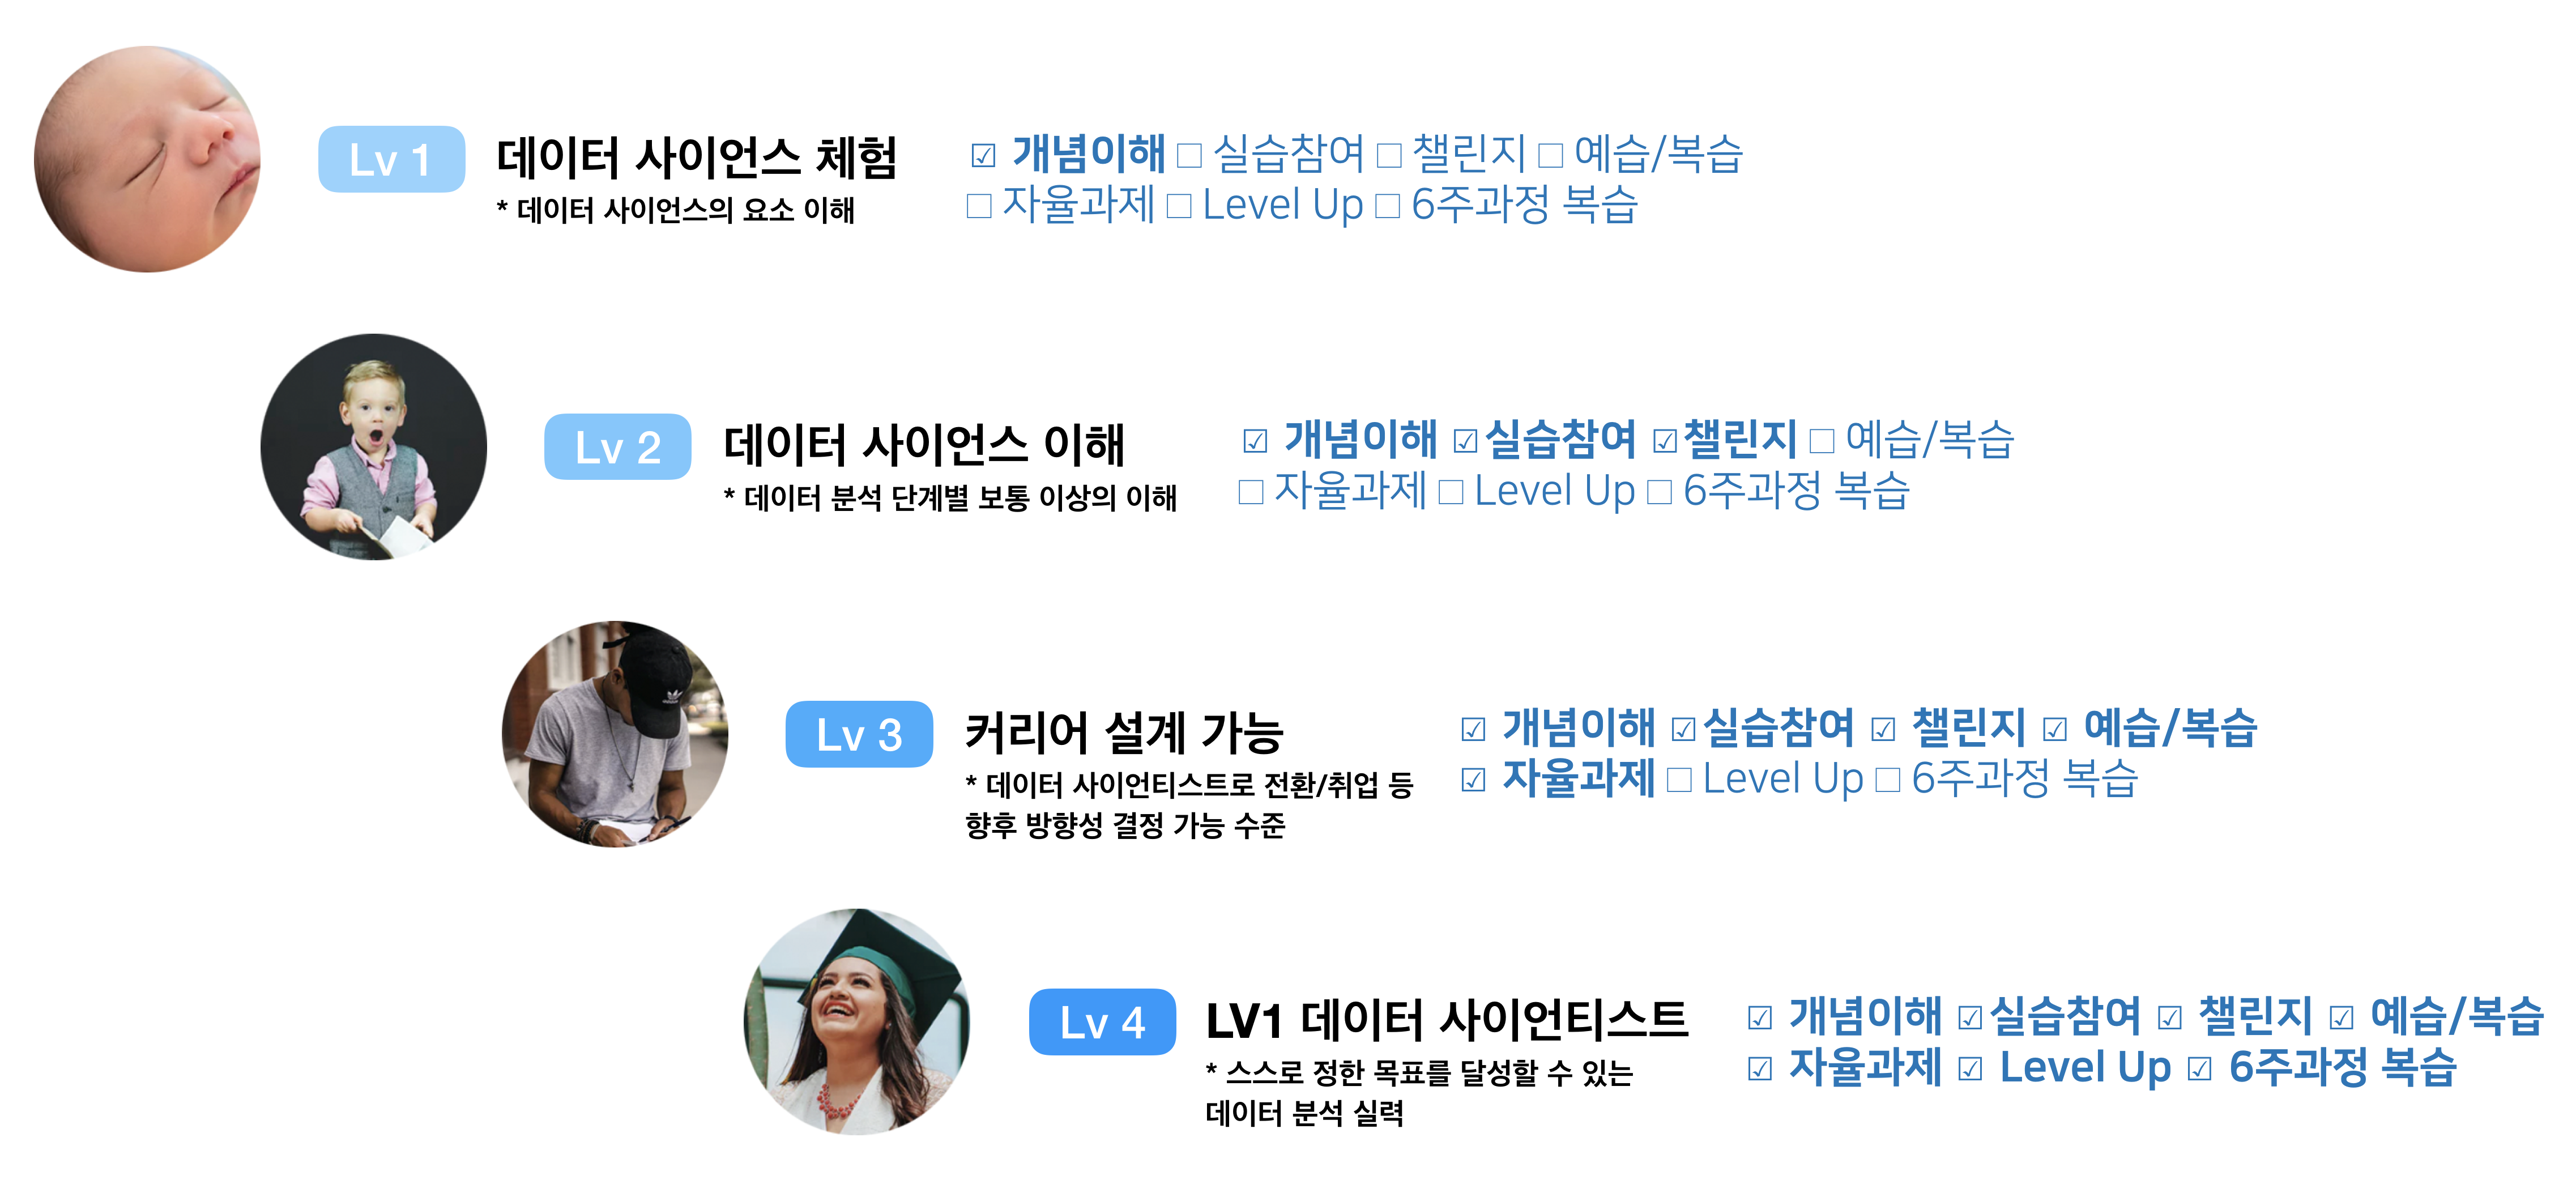 Lv 1
데이터 사이언스 체험
* 데이터 사이언스의 요소 이해
☑ 개념이해 □ 실습참여 □ 챌린지 □ 예습/복습
□ 자율과제 □ Level Up □ 6주과정 복습
Lv 2
데이터 사이언스 이해
* 데이터 분석 단계별 보통 이상의 이해
☑ 개념이해 ☑실습참여 ☑챌린지 □ 예습/복습
□ 자율과제 □ Level Up □ 6주과정 복습
Lv 3
커리어 설계 가능
* 데이터 사이언티스트로 전환/취업 등
향후 방향성 결정 가능 수준
☑ 개념이해 ☑실습참여 ☑ 챌린지 ☑ 예습/복습
☑ 자율과제 □ Level Up □ 6주과정 복습
Lv 4
LV1 데이터 사이언티스트
* 스스로 정한 목표를 달성할 수 있는
데이터 분석 실력
☑ 개념이해 ☑실습참여 ☑ 챌린지 ☑ 예습/복습
☑ 자율과제 ☑ Level Up ☑ 6주과정 복습